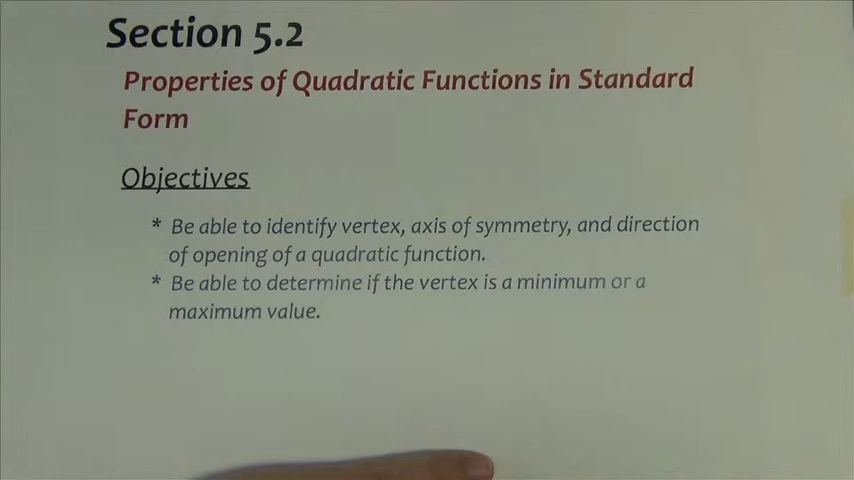 Section 5.2
Properties of Quadratic Functions in Standard
Form
Objectives
* Be able to identify vertex, axis of symmetry, and direction
of opening of a quadratic function.
* Be able to determine if the vertex is a minimum or a
maximum value.